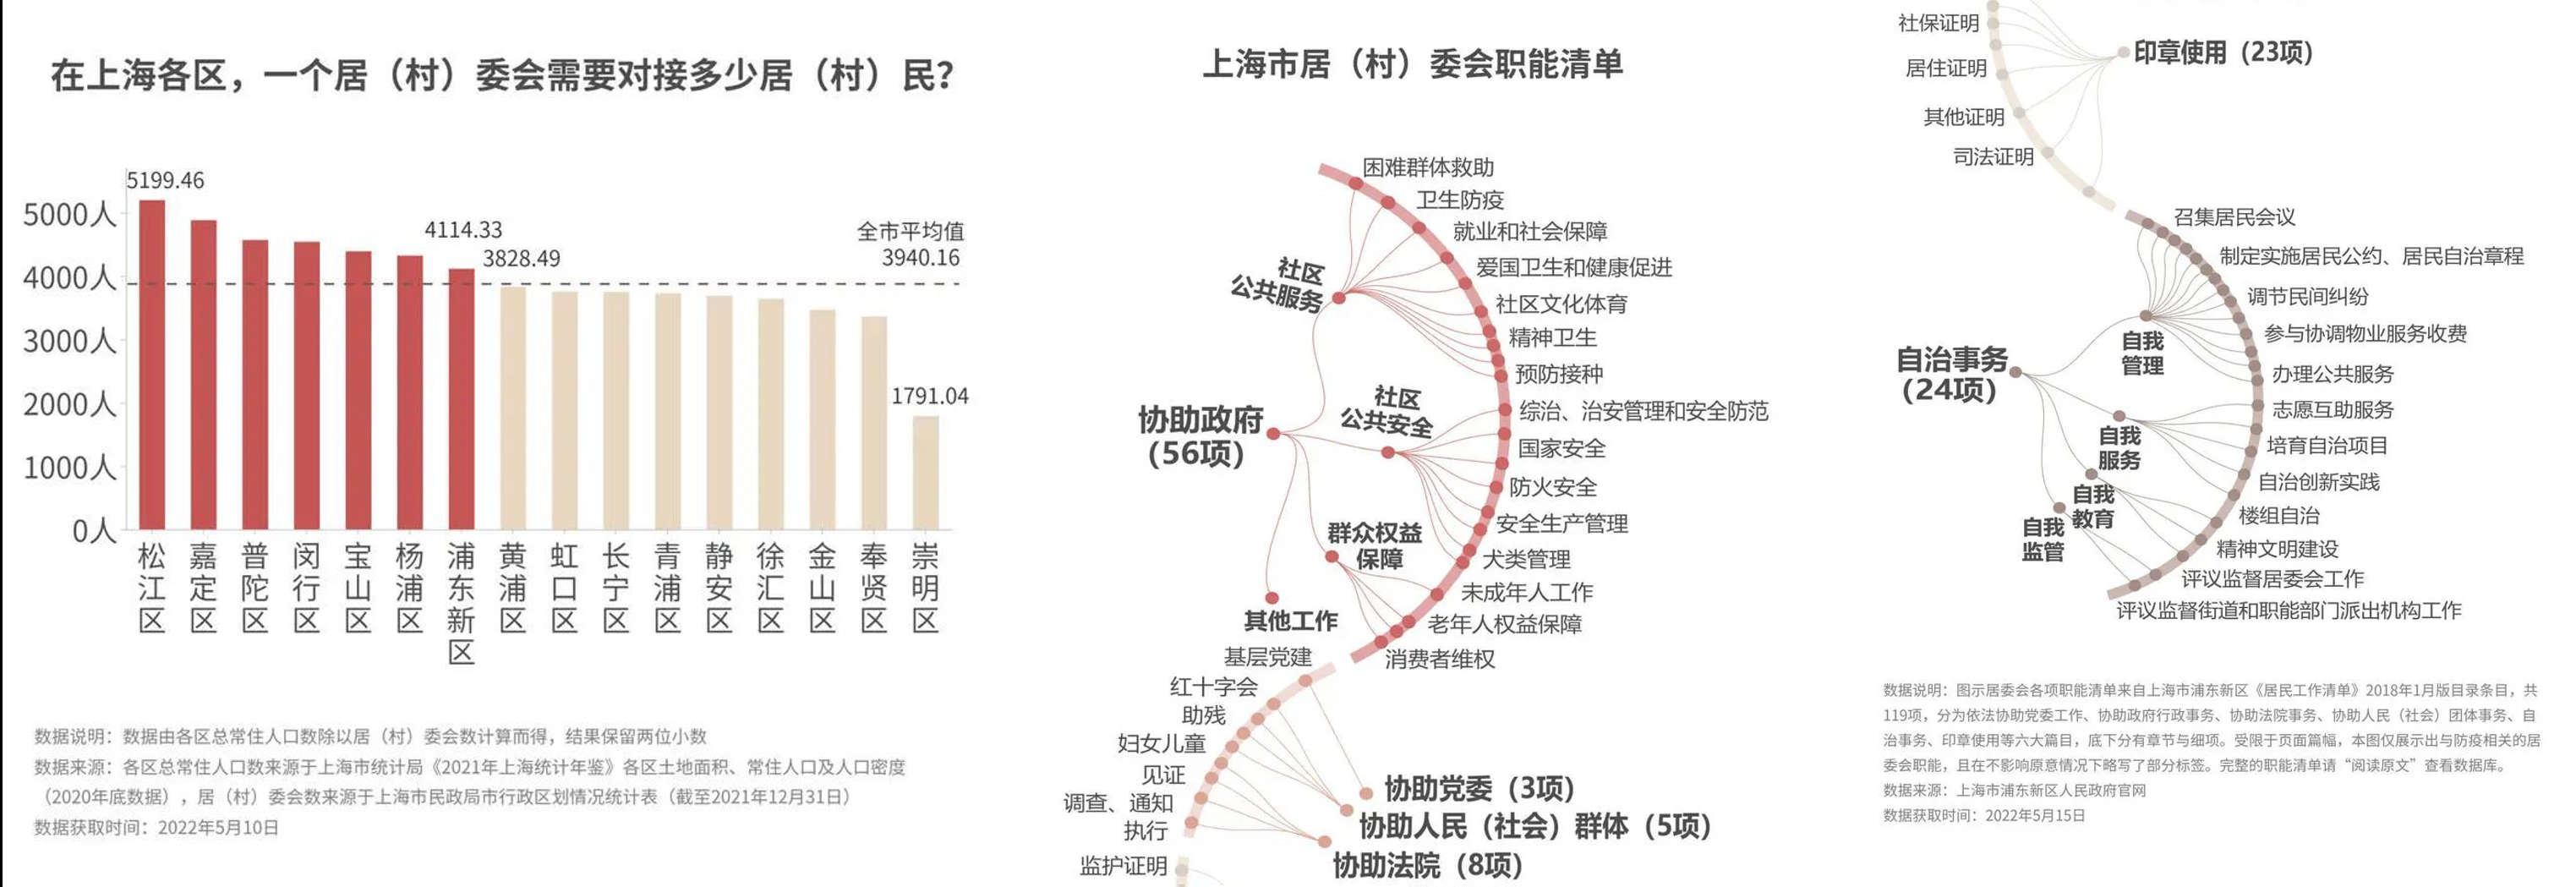 在上海各区，一个居（村）委会需要对接多少居（村）民？
5199.46
4114.33
3828.49
全市平均值
3940.16
1791.04
5000人
4000人
3000人
2000人
1000人
0人
松江区
嘉定区
普陀区
闵行区
宝山区
杨浦区
浦东新区
黄浦区
虹口区
长宁区
青浦区
静安区
徐汇区
金山区
奉贤区
崇明区
数据说明：数据由各区总常住人口数除以居（村）委会数计算而得，结果保留两位小数
数据来源：各区总常住人口数来源于上海市统计局《2021年上海统计年鉴》各区土地面积、常住人口及人口密度
（2020年底数据），居（村）委会数来源于上海市民政局市行政区划情况统计表（截至2021年12月31日）
数据获取时间：2022年5月10日
上海市居（村）委会职能清单
困难群体救助
卫生防疫
就业和社会保障
爱国卫生和健康促进
社区文化体育
精神卫生
预防接种
社区
公共服务
协助政府
（56项）
社区
公共安全
综治、治安管理和安全防范
国家安全
防火安全
安全生产管理
犬类管理
群众权益
保障
未成年人工作
老年人权益保障
消费者维权
其他工作
基层党建
红十字会
助残
妇女儿童
见证
调查、通知
执行
监护证明
协助党委（3项）
协助人民（社会）群体（5项）
协助法院（8项）
社保证明
居住证明
其他证明
司法证明
印章使用（23项）
召集居民会议
制定实施居民公约、居民自治章程
调节民间纠纷
参与协调物业服务收费
办理公共服务
志愿互助服务
培育自治项目
自治创新实践
楼组自治
精神文明建设
评议监督居委会工作
评议监督街道和职能部门派出机构工作
自治事务
（24项）
自我
管理
自我
服务
自我
教育
自我
监管
数据说明：图示居委会各项职能清单来自上海市浦东新区《居民工作清单》2018年1月版目录条目，共
119项，分为依法协助党委工作、协助政府行政事务、协助法院事务、协助人民（社会）团体事务、自
治事务、印章使用等六大篇目，底下分有章节与细项。受限于页面篇幅，本图仅展示出与防疫相关的居
委会职能，且在不影响原意情况下略写了部分标签。完整的职能清单请“阅读原文”查看数据库。
数据来源：上海市浦东新区人民政府官网
数据获取时间：2022年5月15日